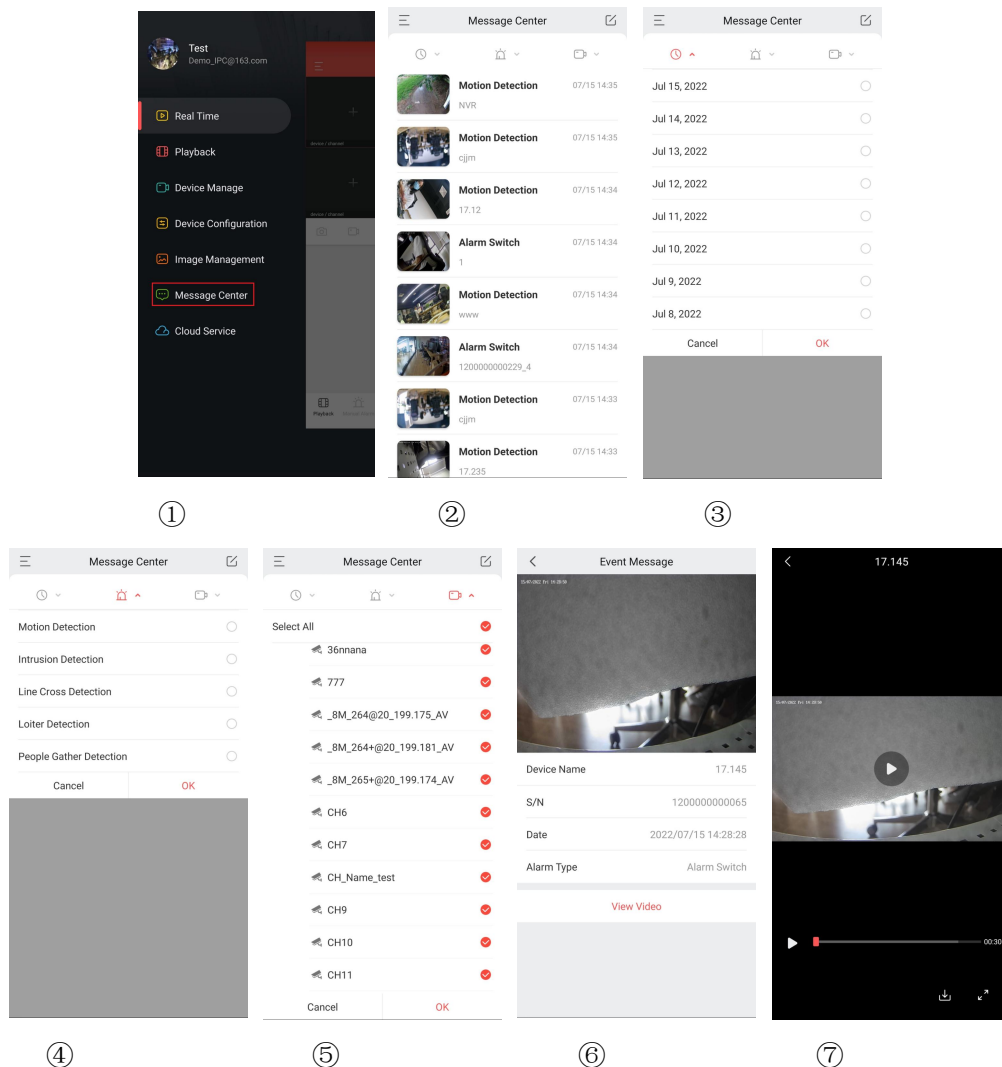 Test
Demo_IPC@163.com
Real Time
Playback
Device Manage
Device Configuration
Image Management
Message Center
Cloud Service
device / channel
device / channel
Playback
Message Center
Motion Detection 07/15 14:35
NVR
Motion Detection 07/15 14:35
cjjm
Motion Detection 07/15 14:34
17.12
Alarm Switch 07/15 14:34
1
Motion Detection 07/15 14:34
www
Alarm Switch 07/15 14:34
1200000000229_4
Motion Detection 07/15 14:33
cjjm
Motion Detection 07/15 14:33
17.235
Message Center
Jul 15, 2022
Jul 14, 2022
Jul 13, 2022
Jul 12, 2022
Jul 11, 2022
Jul 10, 2022
Jul 9, 2022
Jul 8, 2022
Cancel OK
① ② ③
Message Center
Motion Detection
Intrusion Detection
Line Cross Detection
Loiter Detection
People Gather Detection
Cancel OK
Message Center
Select All
36nnana
777
_8M_264@20_199.175_AV
_8M_264+@20_199.181_AV
_8M_265+@20_199.174_AV
CH6
CH7
CH_Name_test
CH9
CH10
CH11
Cancel OK
Event Message
Device Name 17.145
S/N 1200000000065
Date 2022/07/15 14:28:28
Alarm Type Alarm Switch
View Video
17.145
00:30
④ ⑤ ⑥ ⑦